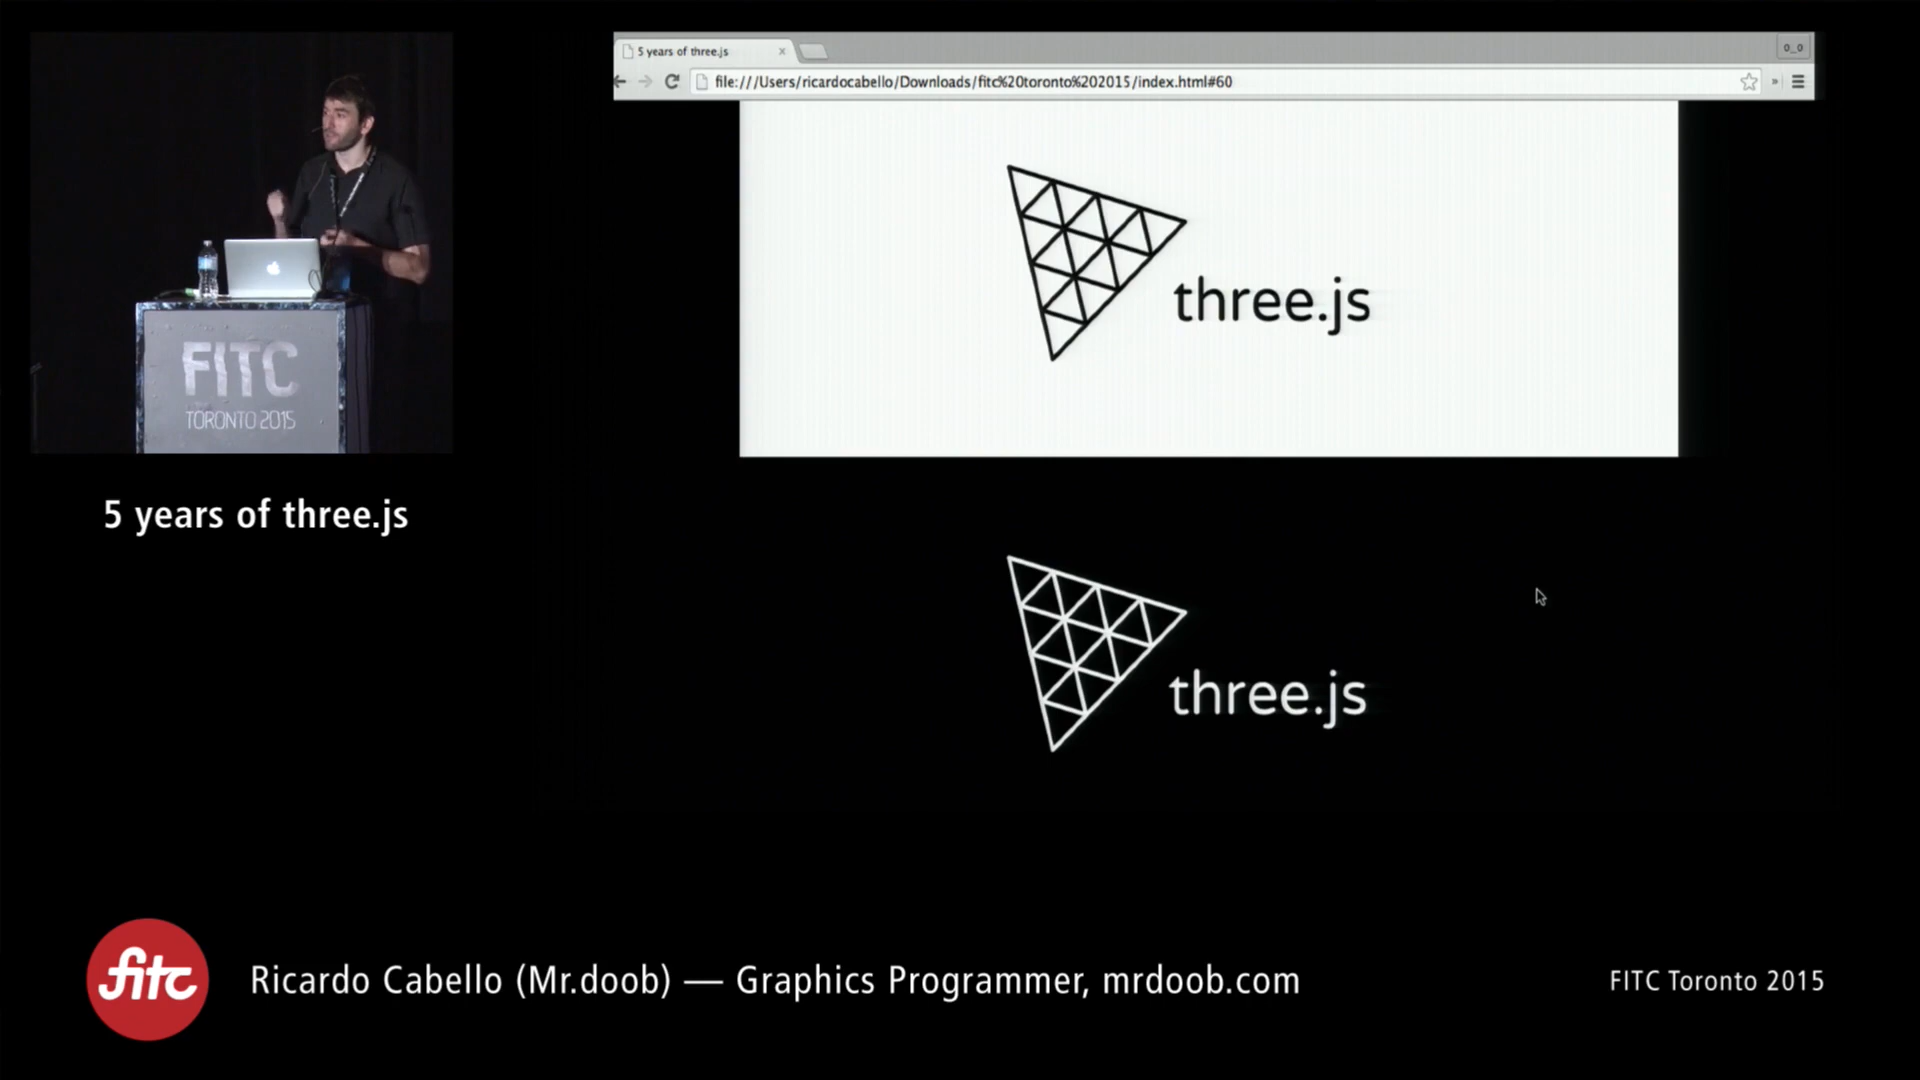 5 years of three.js
0_0
file:///Users/ricardocabello/Downloads/fitc%20toronto%202015/index.html#60
three.js
FITC
TORONTO 2015
5 years of three.js
three.js
fitc
Ricardo Cabello (Mr.doob) — Graphics Programmer, mrdoob.com
FITC Toronto 2015